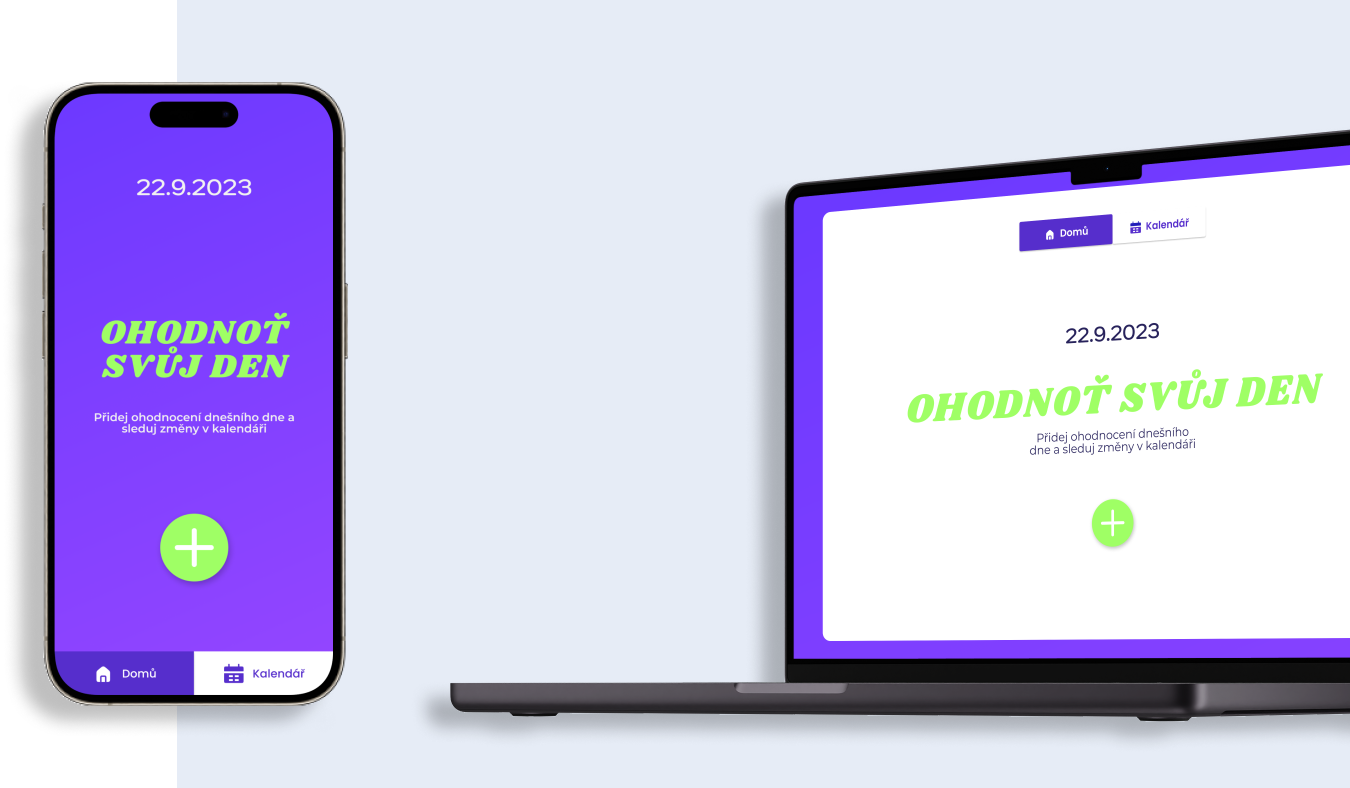 22.9.2023
OHODNOŤ
SVŮJ DEN
Přidej ohodnocení dnešního dne a
sleduj změny v kalendáři
Domů
Kalendář
Domů
Kalendář
22.9.2023
OHODNOŤ SVŮJ DEN
Přidej ohodnocení dnešního
dne a sleduj změny v kalendáři